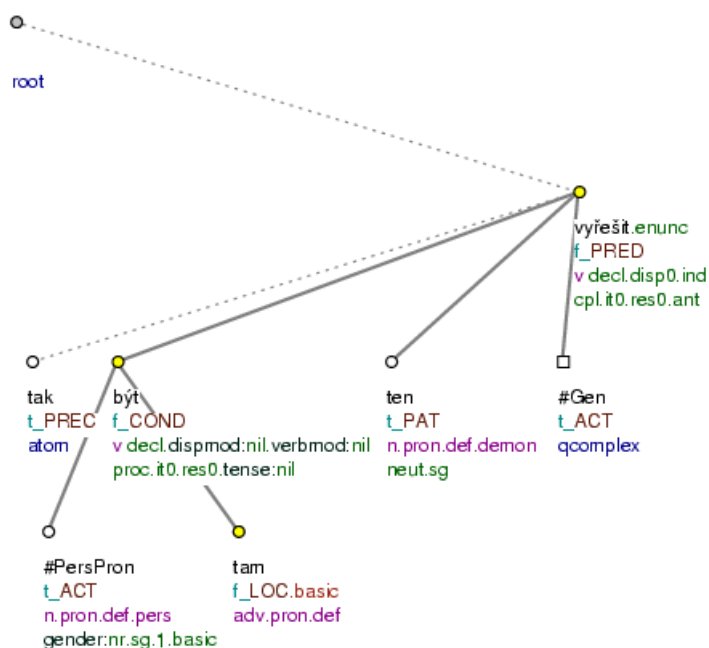 root
vyřešit.enunc
f_PRED
v decl.disp0.ind
cpl.it0.res0.ant
tak
t_PREC
atom
být
f_COND
v decl.dispmod:nil.verbmod:nil
proc.it0.res0.tense:nil
ten
t_PAT
n.pron.def.demon
neut.sg
#Gen
t_ACT
qcomplex
#PersPron
t_ACT
n.pron.def.pers
gender:nr.sg.1.basic
tam
f_LOC.basic
adv.pron.def